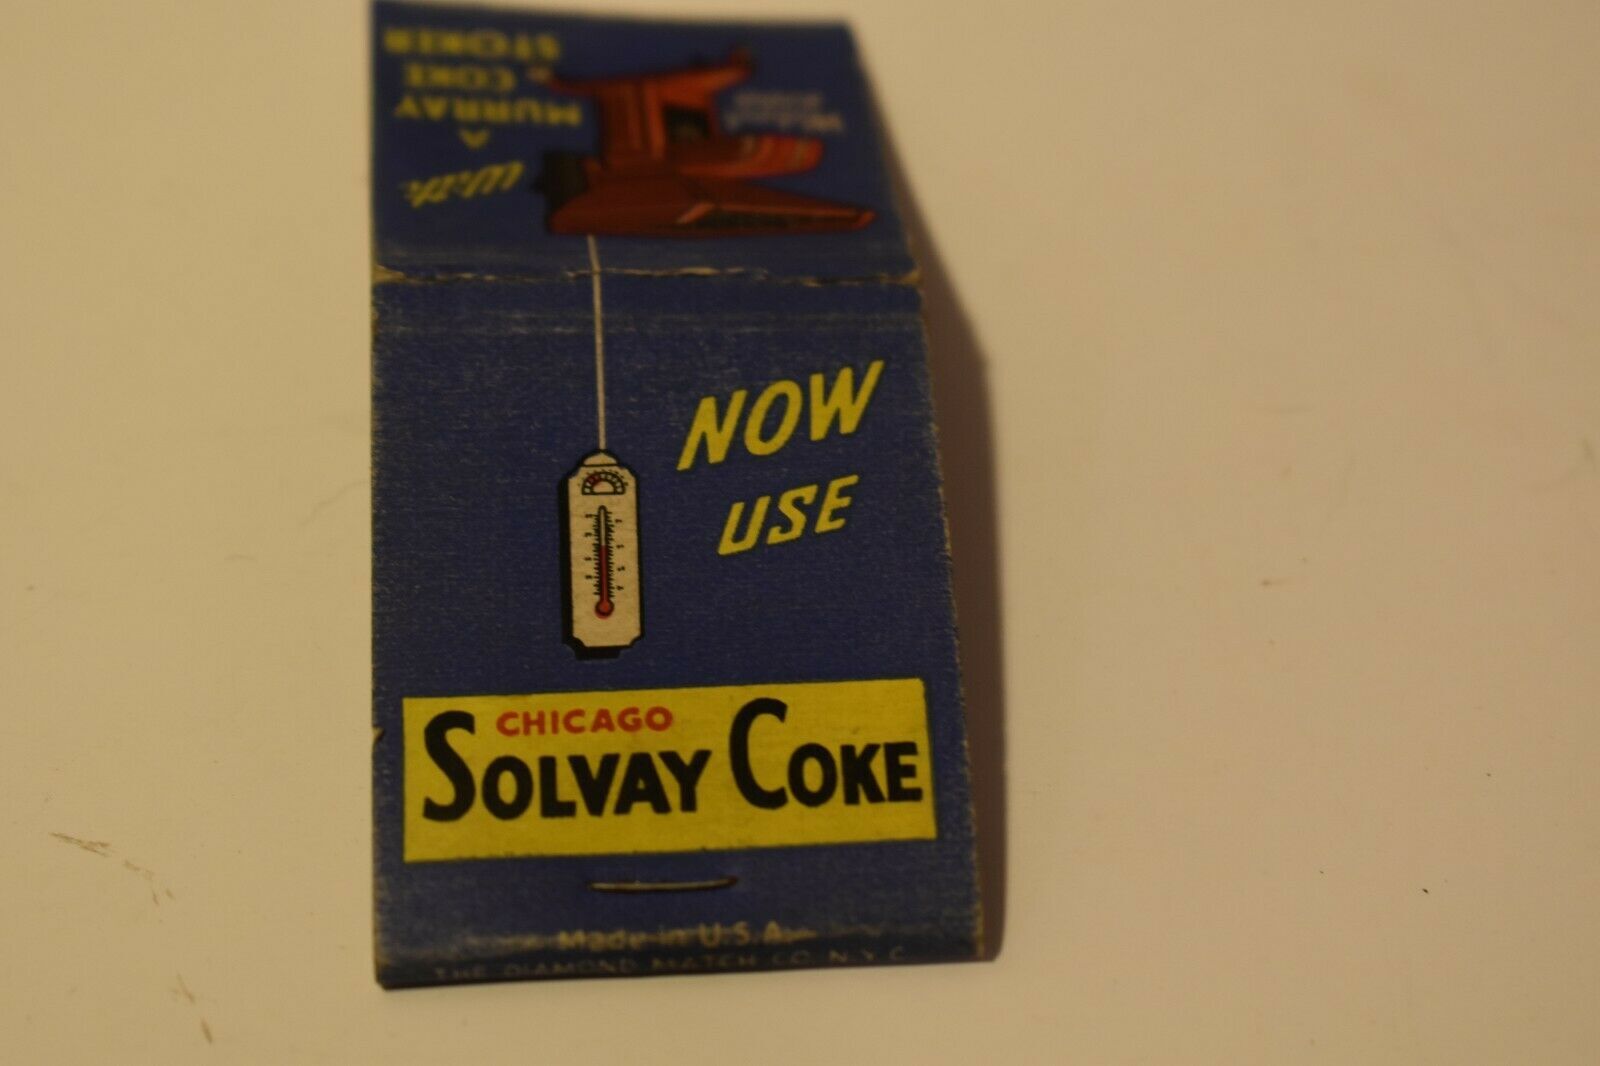 With
A
MURRAY
COKE
STOKER
NOW
USE
CHICAGO
SOLVAY COKE
Made in U.S.A.
THE DIAMOND MATCH CO. N.Y.C.